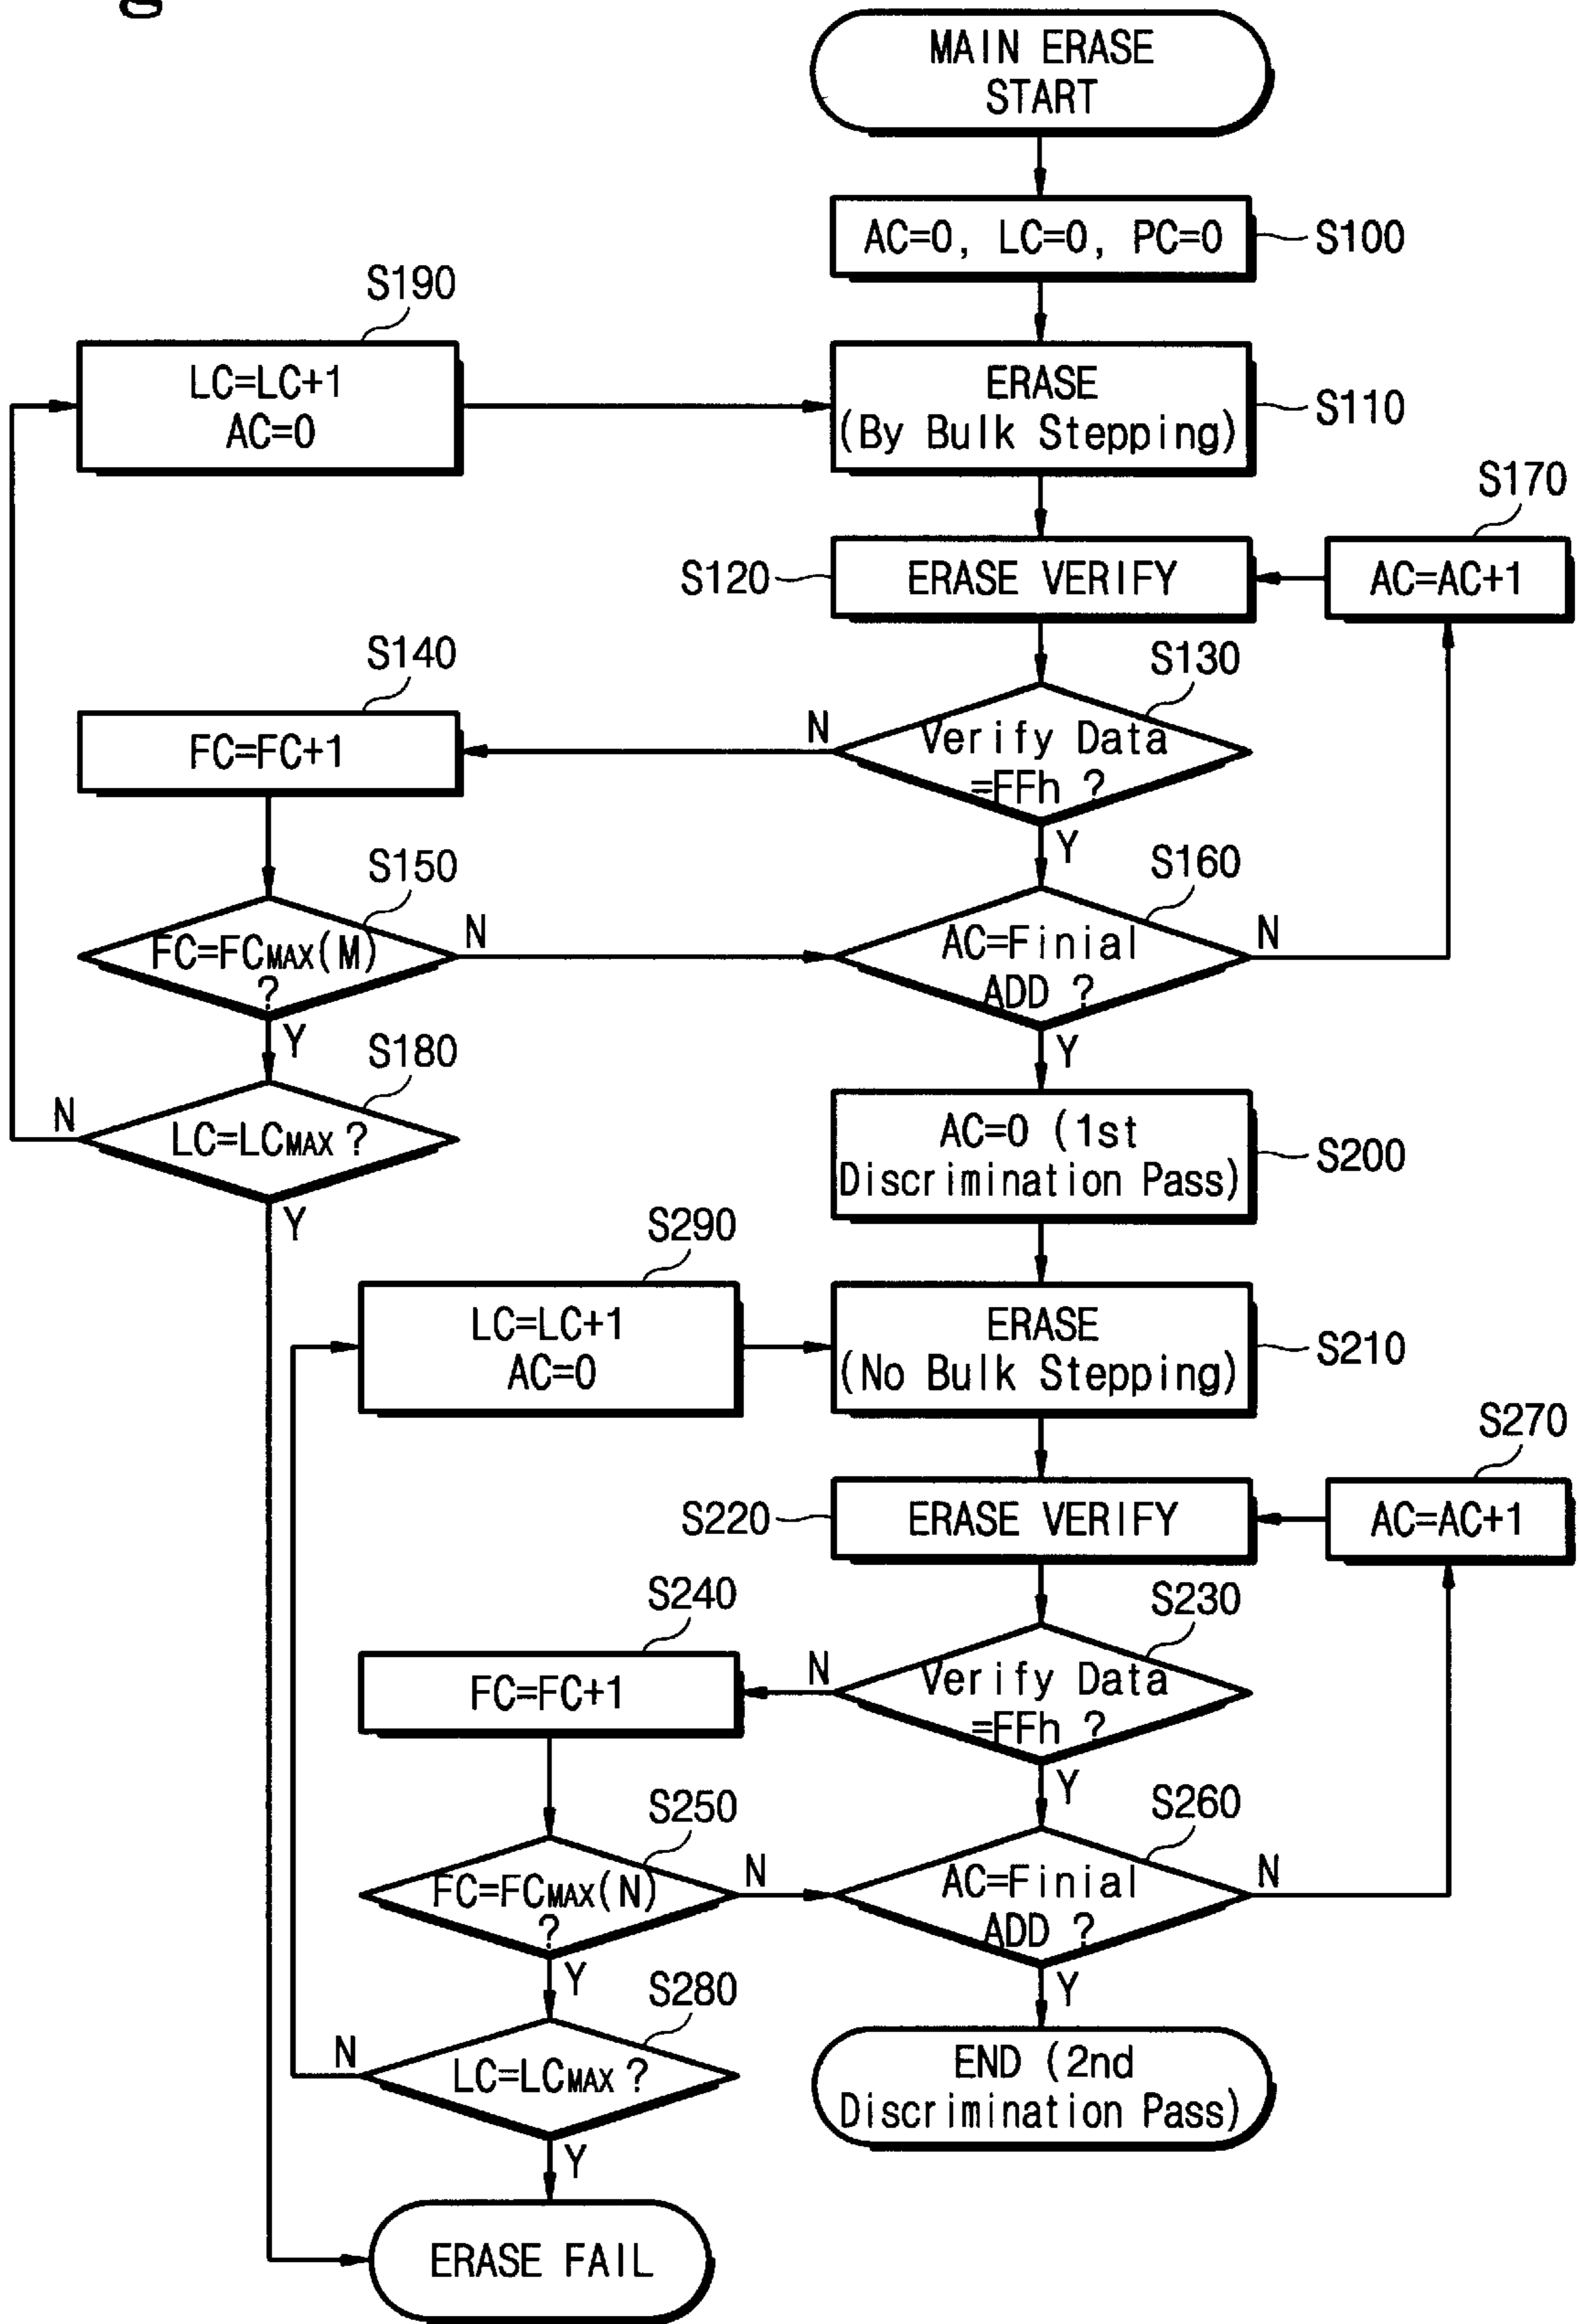 g
MAIN ERASE
START
AC=0, LC=0, PC=0
S100
S190
LC=LC+1
AC=0
ERASE
(By Bulk Stepping)
S110
S170
S120
ERASE VERIFY
AC=AC+1
S140
S130
FC=FC+1
N
Verify Data
=FFh ?
Y
S150
S160
FC=FCMAX(M)
?
N
AC=Finial
ADD ?
N
Y
Y
S180
N
LC=LCMAX ?
Y
AC=0 (1st
Discrimination Pass)
S200
S290
LC=LC+1
AC=0
ERASE
(No Bulk Stepping)
S210
S270
S220
ERASE VERIFY
AC=AC+1
S240
S230
FC=FC+1
N
Verify Data
=FFh ?
Y
S250
S260
FC=FCMAX(N)
?
N
AC=Finial
ADD ?
N
Y
Y
S280
N
LC=LCMAX ?
Y
END (2nd
Discrimination Pass)
ERASE FAIL